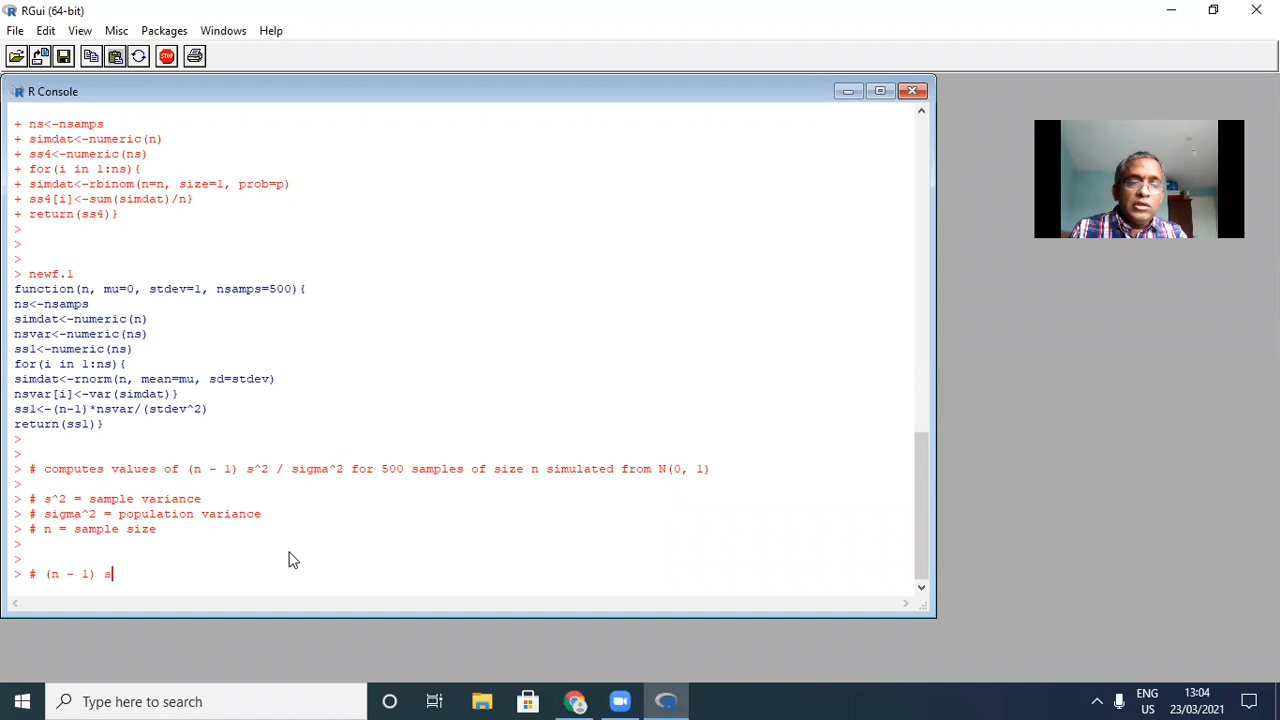 RGui (64-bit)
File Edit View Misc Packages Windows Help
STOP
R Console
+ ns<-nsamps
+ simdat<-numeric(n)
+ ss4<-numeric(ns)
+ for(i in 1:ns){
+ simdat<-rbinom(n=n, size=1, prob=p)
+ ss4[i]<-sum(simdat)/n}
+ return(ss4)}
>
>
>
> newf.1
function(n, mu=0, stdev=1, nsamps=500){
ns<-nsamps
simdat<-numeric(n)
nsvar<-numeric(ns)
ss1<-numeric(ns)
for(i in 1:ns){
simdat<-rnorm(n, mean=mu, sd=stdev)
nsvar[i]<-var(simdat)}
ss1<-(n-1)*nsvar/(stdev^2)
return(ss1)}
>
>
> # computes values of (n - 1) s^2 / sigma^2 for 500 samples of size n simulated from N(0, 1)
>
> # s^2 = sample variance
> # sigma^2 = population variance
> # n = sample size
>
>
> # (n - 1) s
Type here to search
ENG
US
13:04
23/03/2021